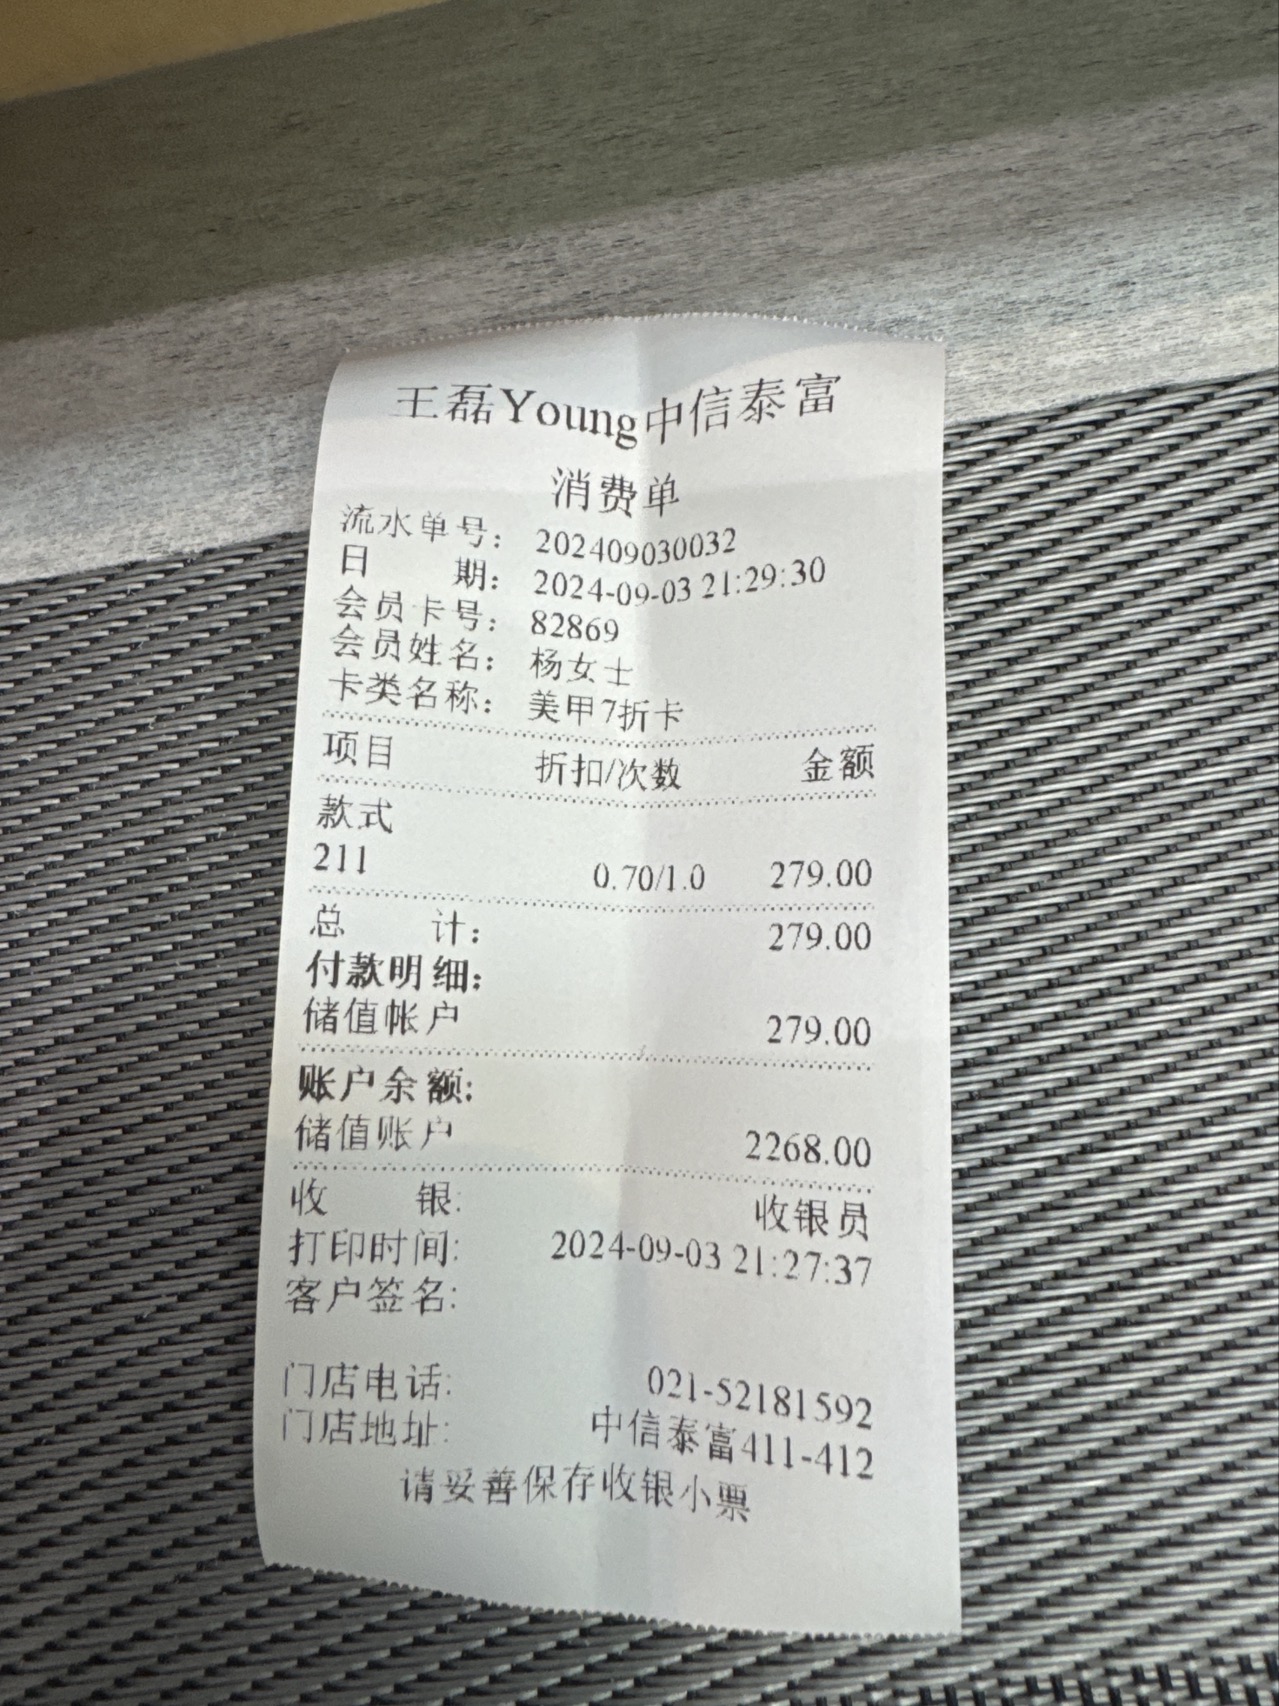 王磊Young中信泰富
消费单
流水单号： 202409030032
日 期： 2024-09-03 21:29:30
会员卡号： 82869
会员姓名： 杨女士
卡类名称： 美甲7折卡
项目 折扣/次数 金额
款式
211 0.70/1.0 279.00
总 计： 279.00
付款明细：
储值帐户 279.00
账户余额：
储值账户 2268.00
收 银： 收银员
打印时间： 2024-09-03 21:27:37
客户签名：
门店电话： 021-52181592
门店地址： 中信泰富411-412
请妥善保存收银小票